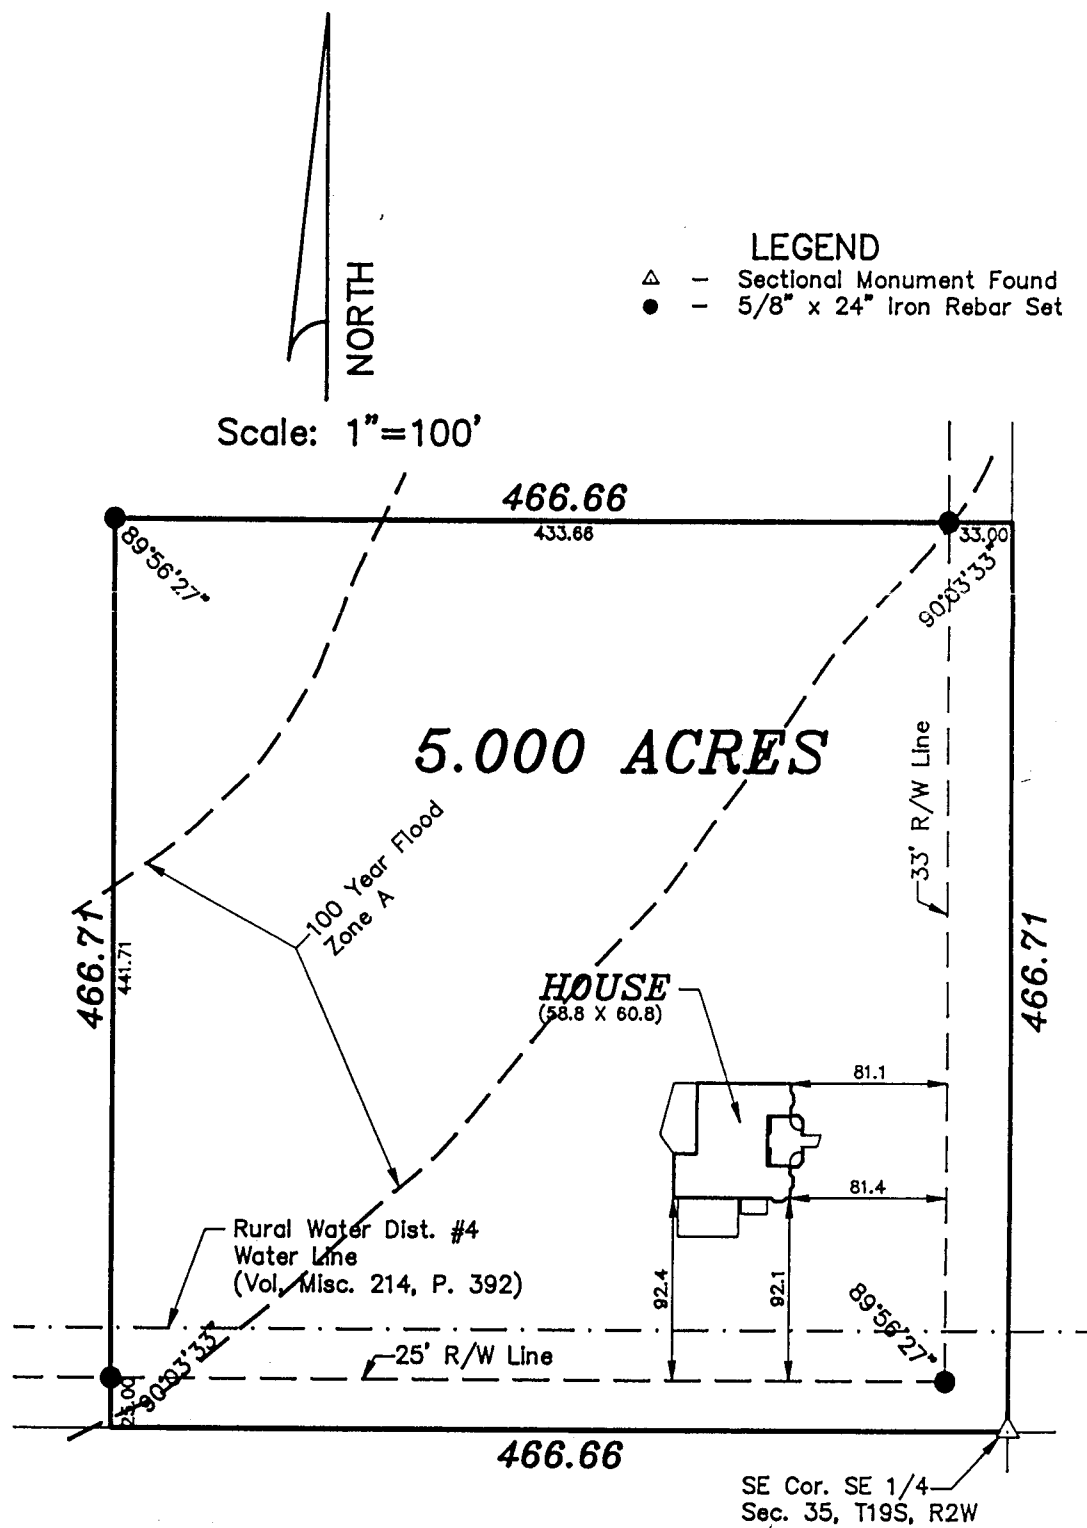 NORTH
LEGEND
△ – Sectional Monument Found
● – 5/8" x 24" Iron Rebar Set
Scale: 1"=100'
466.66
433.66
33.00
89°56'27"
90°03'33"
5.000 ACRES
33' R/W Line
100 Year Flood
Zone A
466.71
441.71
466.71
HOUSE
(58.8 X 60.8)
81.1
81.4
92.4
92.1
Rural Water Dist. #4
Water Line
(Vol, Misc. 214, P. 392)
89°56'27"
25' R/W Line
90°03'33"
25.00
466.66
SE Cor. SE 1/4
Sec. 35, T19S, R2W